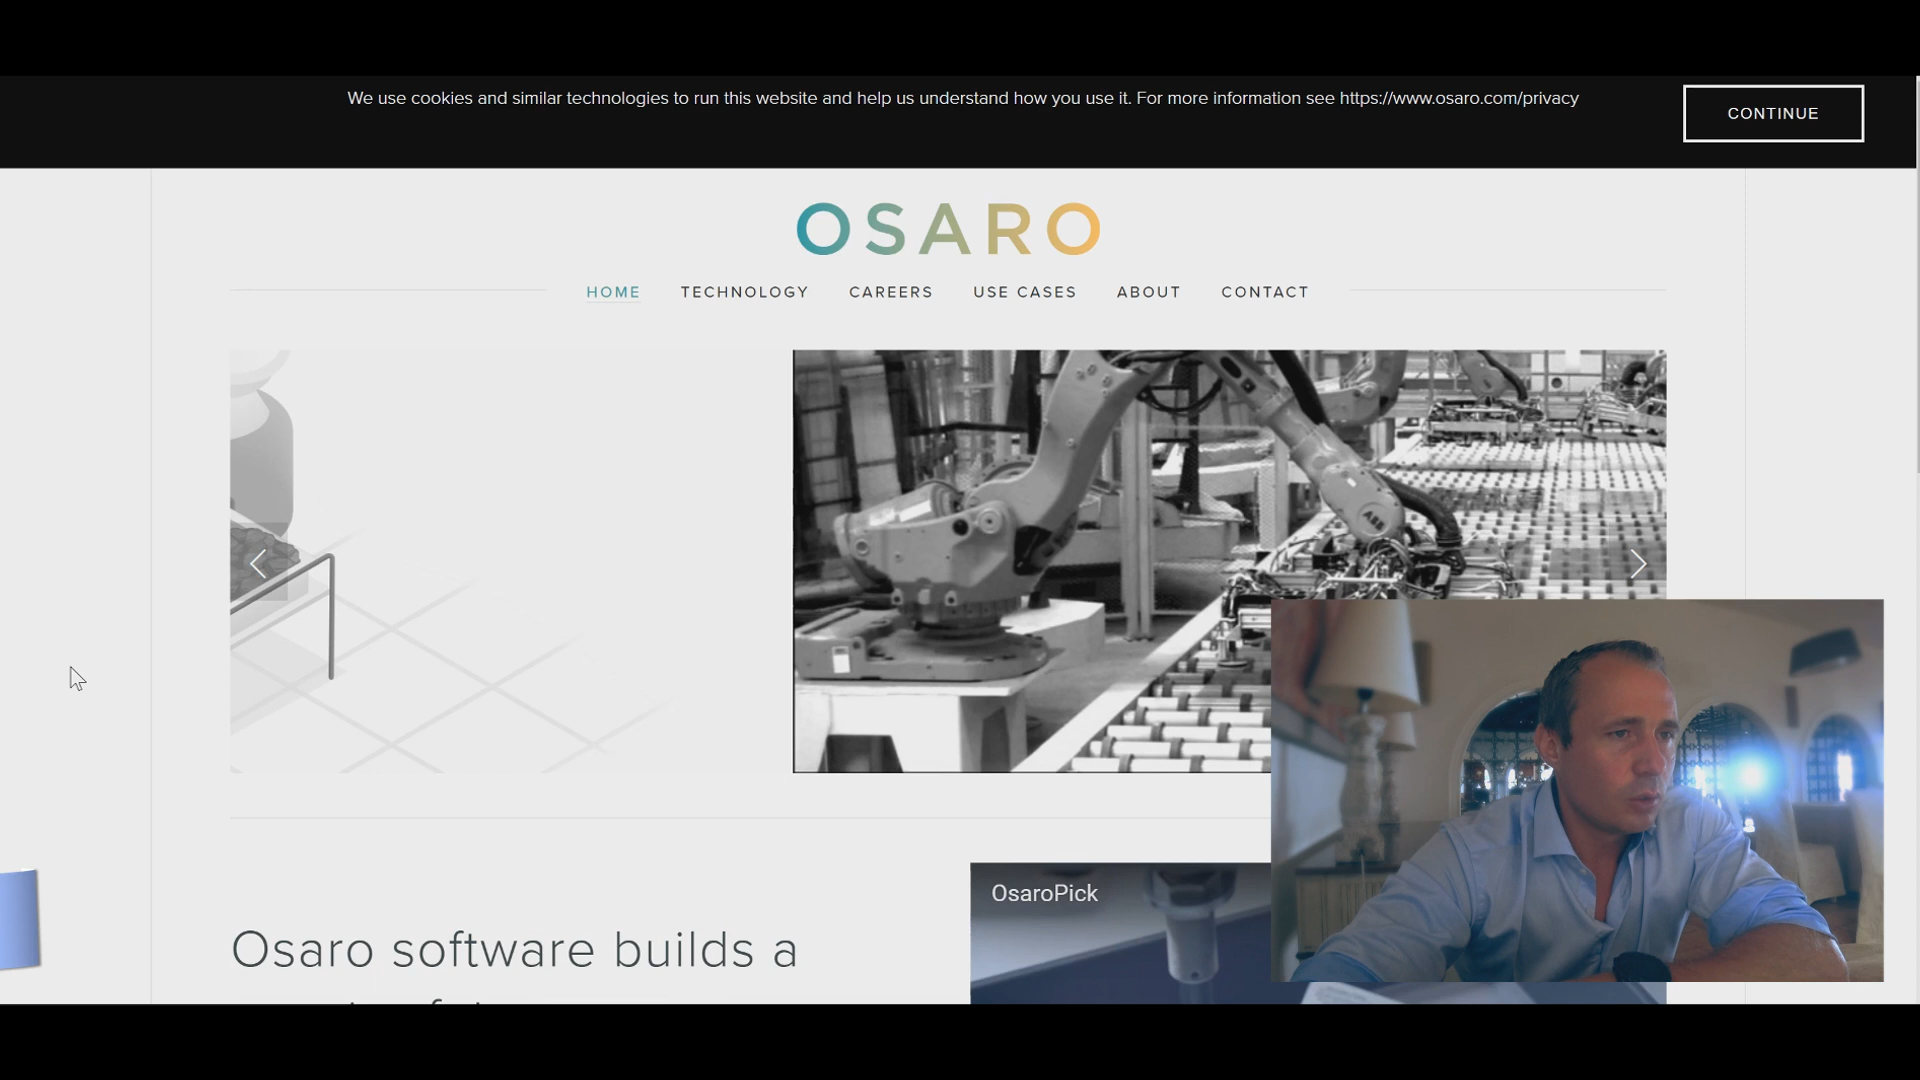 We use cookies and similar technologies to run this website and help us understand how you use it. For more information see https://www.osaro.com/privacy
CONTINUE
OSARO
HOME TECHNOLOGY CAREERS USE CASES ABOUT CONTACT
ABB
OsaroPick
Osaro software builds a